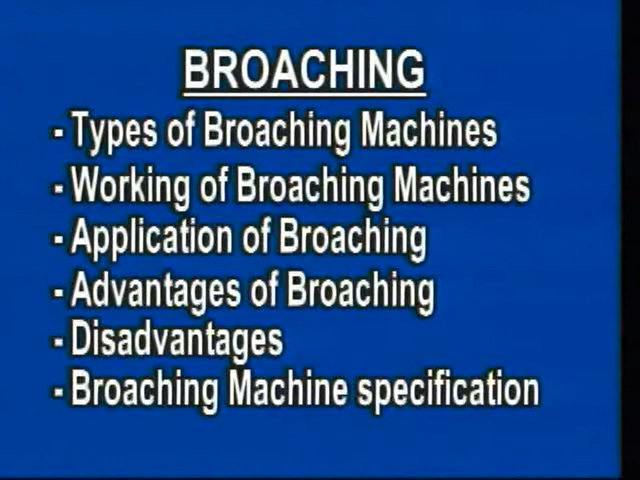 BROACHING
- Types of Broaching Machines
- Working of Broaching Machines
- Application of Broaching
- Advantages of Broaching
- Disadvantages
- Broaching Machine specification